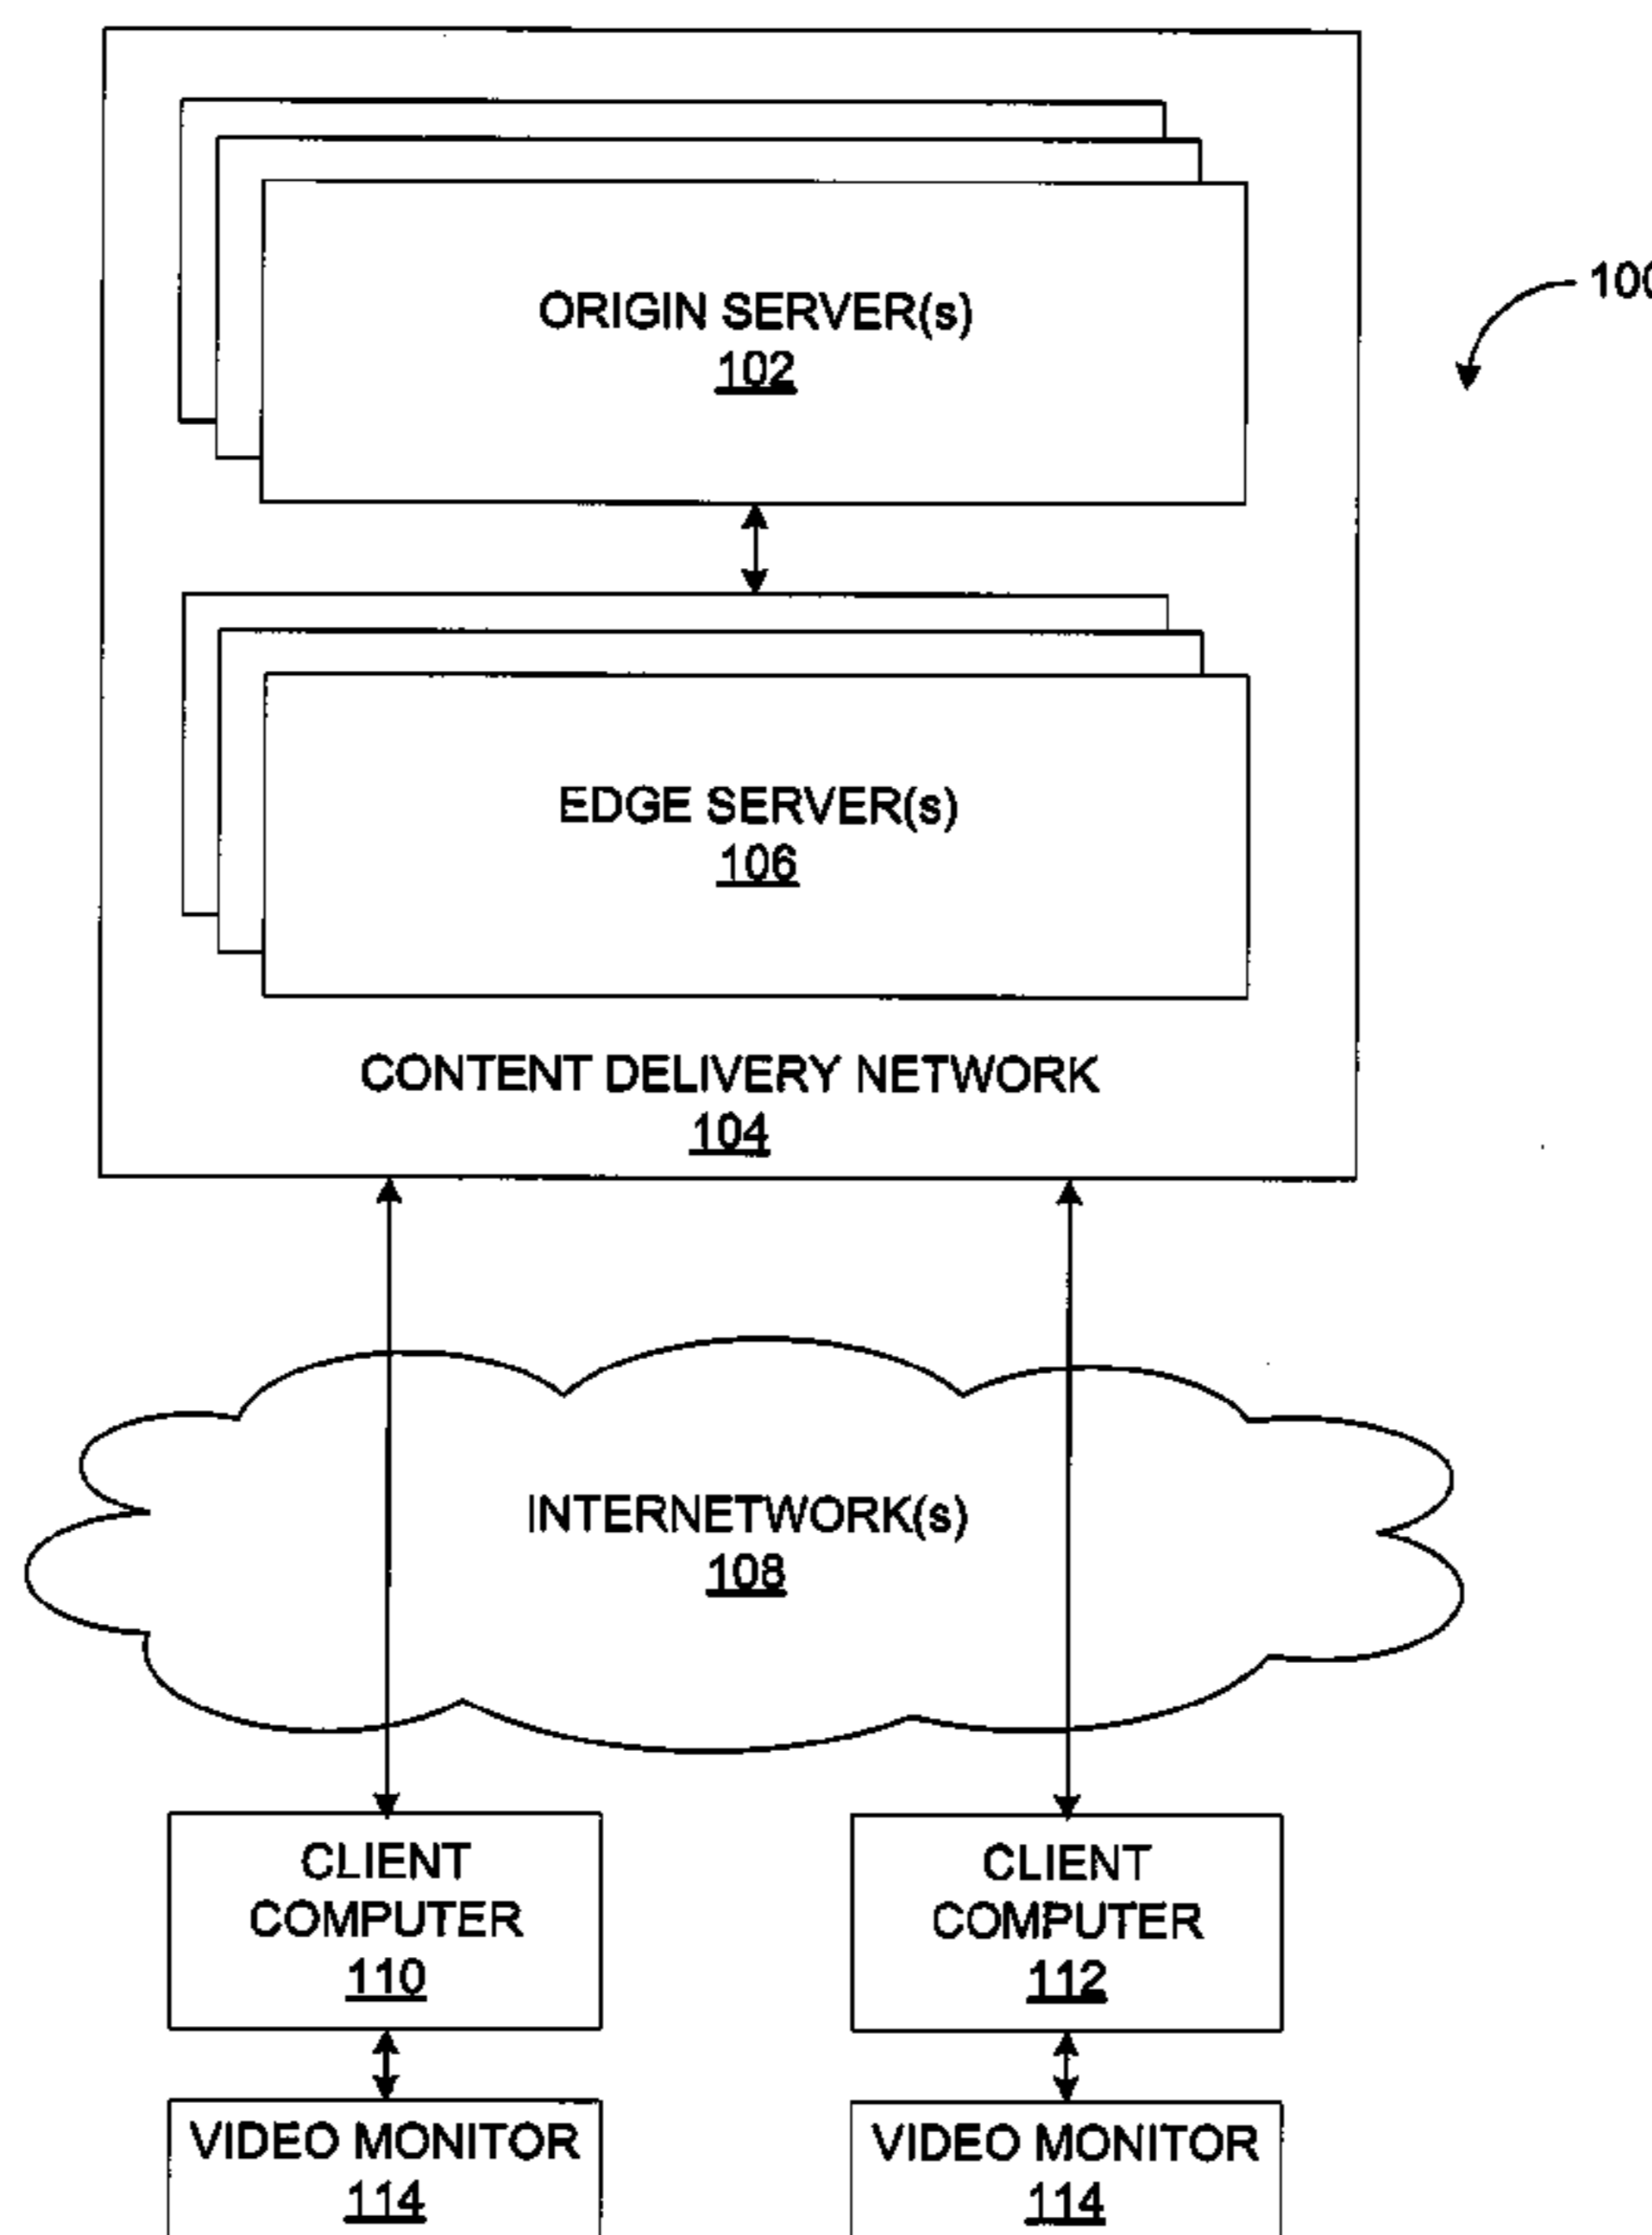 ORIGIN SERVER(s)
102
100
EDGE SERVER(s)
106
CONTENT DELIVERY NETWORK
104
INTERNETWORK(s)
108
CLIENT
COMPUTER
110
CLIENT
COMPUTER
112
VIDEO MONITOR
114
VIDEO MONITOR
114